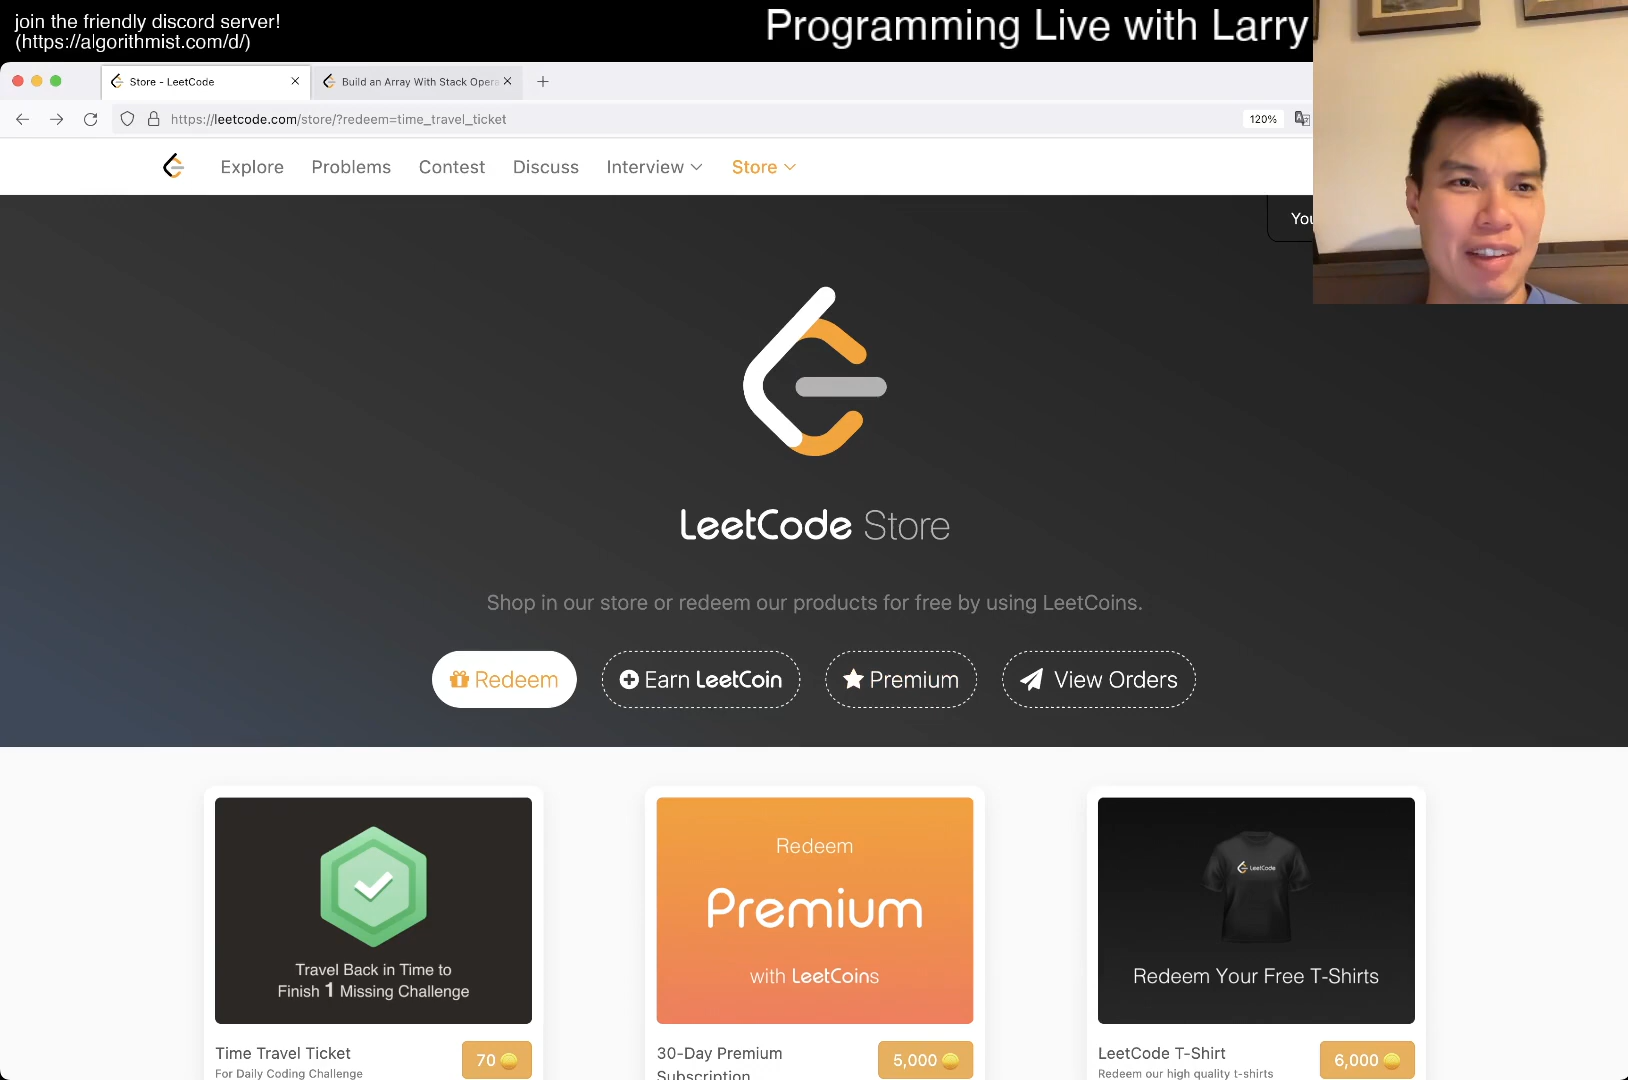 join the friendly discord server!
(https://algorithmist.com/d/)
Programming Live with Larry
Store - LeetCode
Build an Array With Stack Opera
https://leetcode.com/store/?redeem=time_travel_ticket
120%
Explore Problems Contest Discuss Interview Store
You
LeetCode Store
Shop in our store or redeem our products for free by using LeetCoins.
Redeem Earn LeetCoin Premium View Orders
Travel Back in Time to
Finish 1 Missing Challenge
Time Travel Ticket
For Daily Coding Challenge
70
Redeem
Premium
with LeetCoins
30-Day Premium
Subscription
5,000
LeetCode
Redeem Your Free T-Shirts
LeetCode T-Shirt
Redeem our high quality t-shirts
6,000